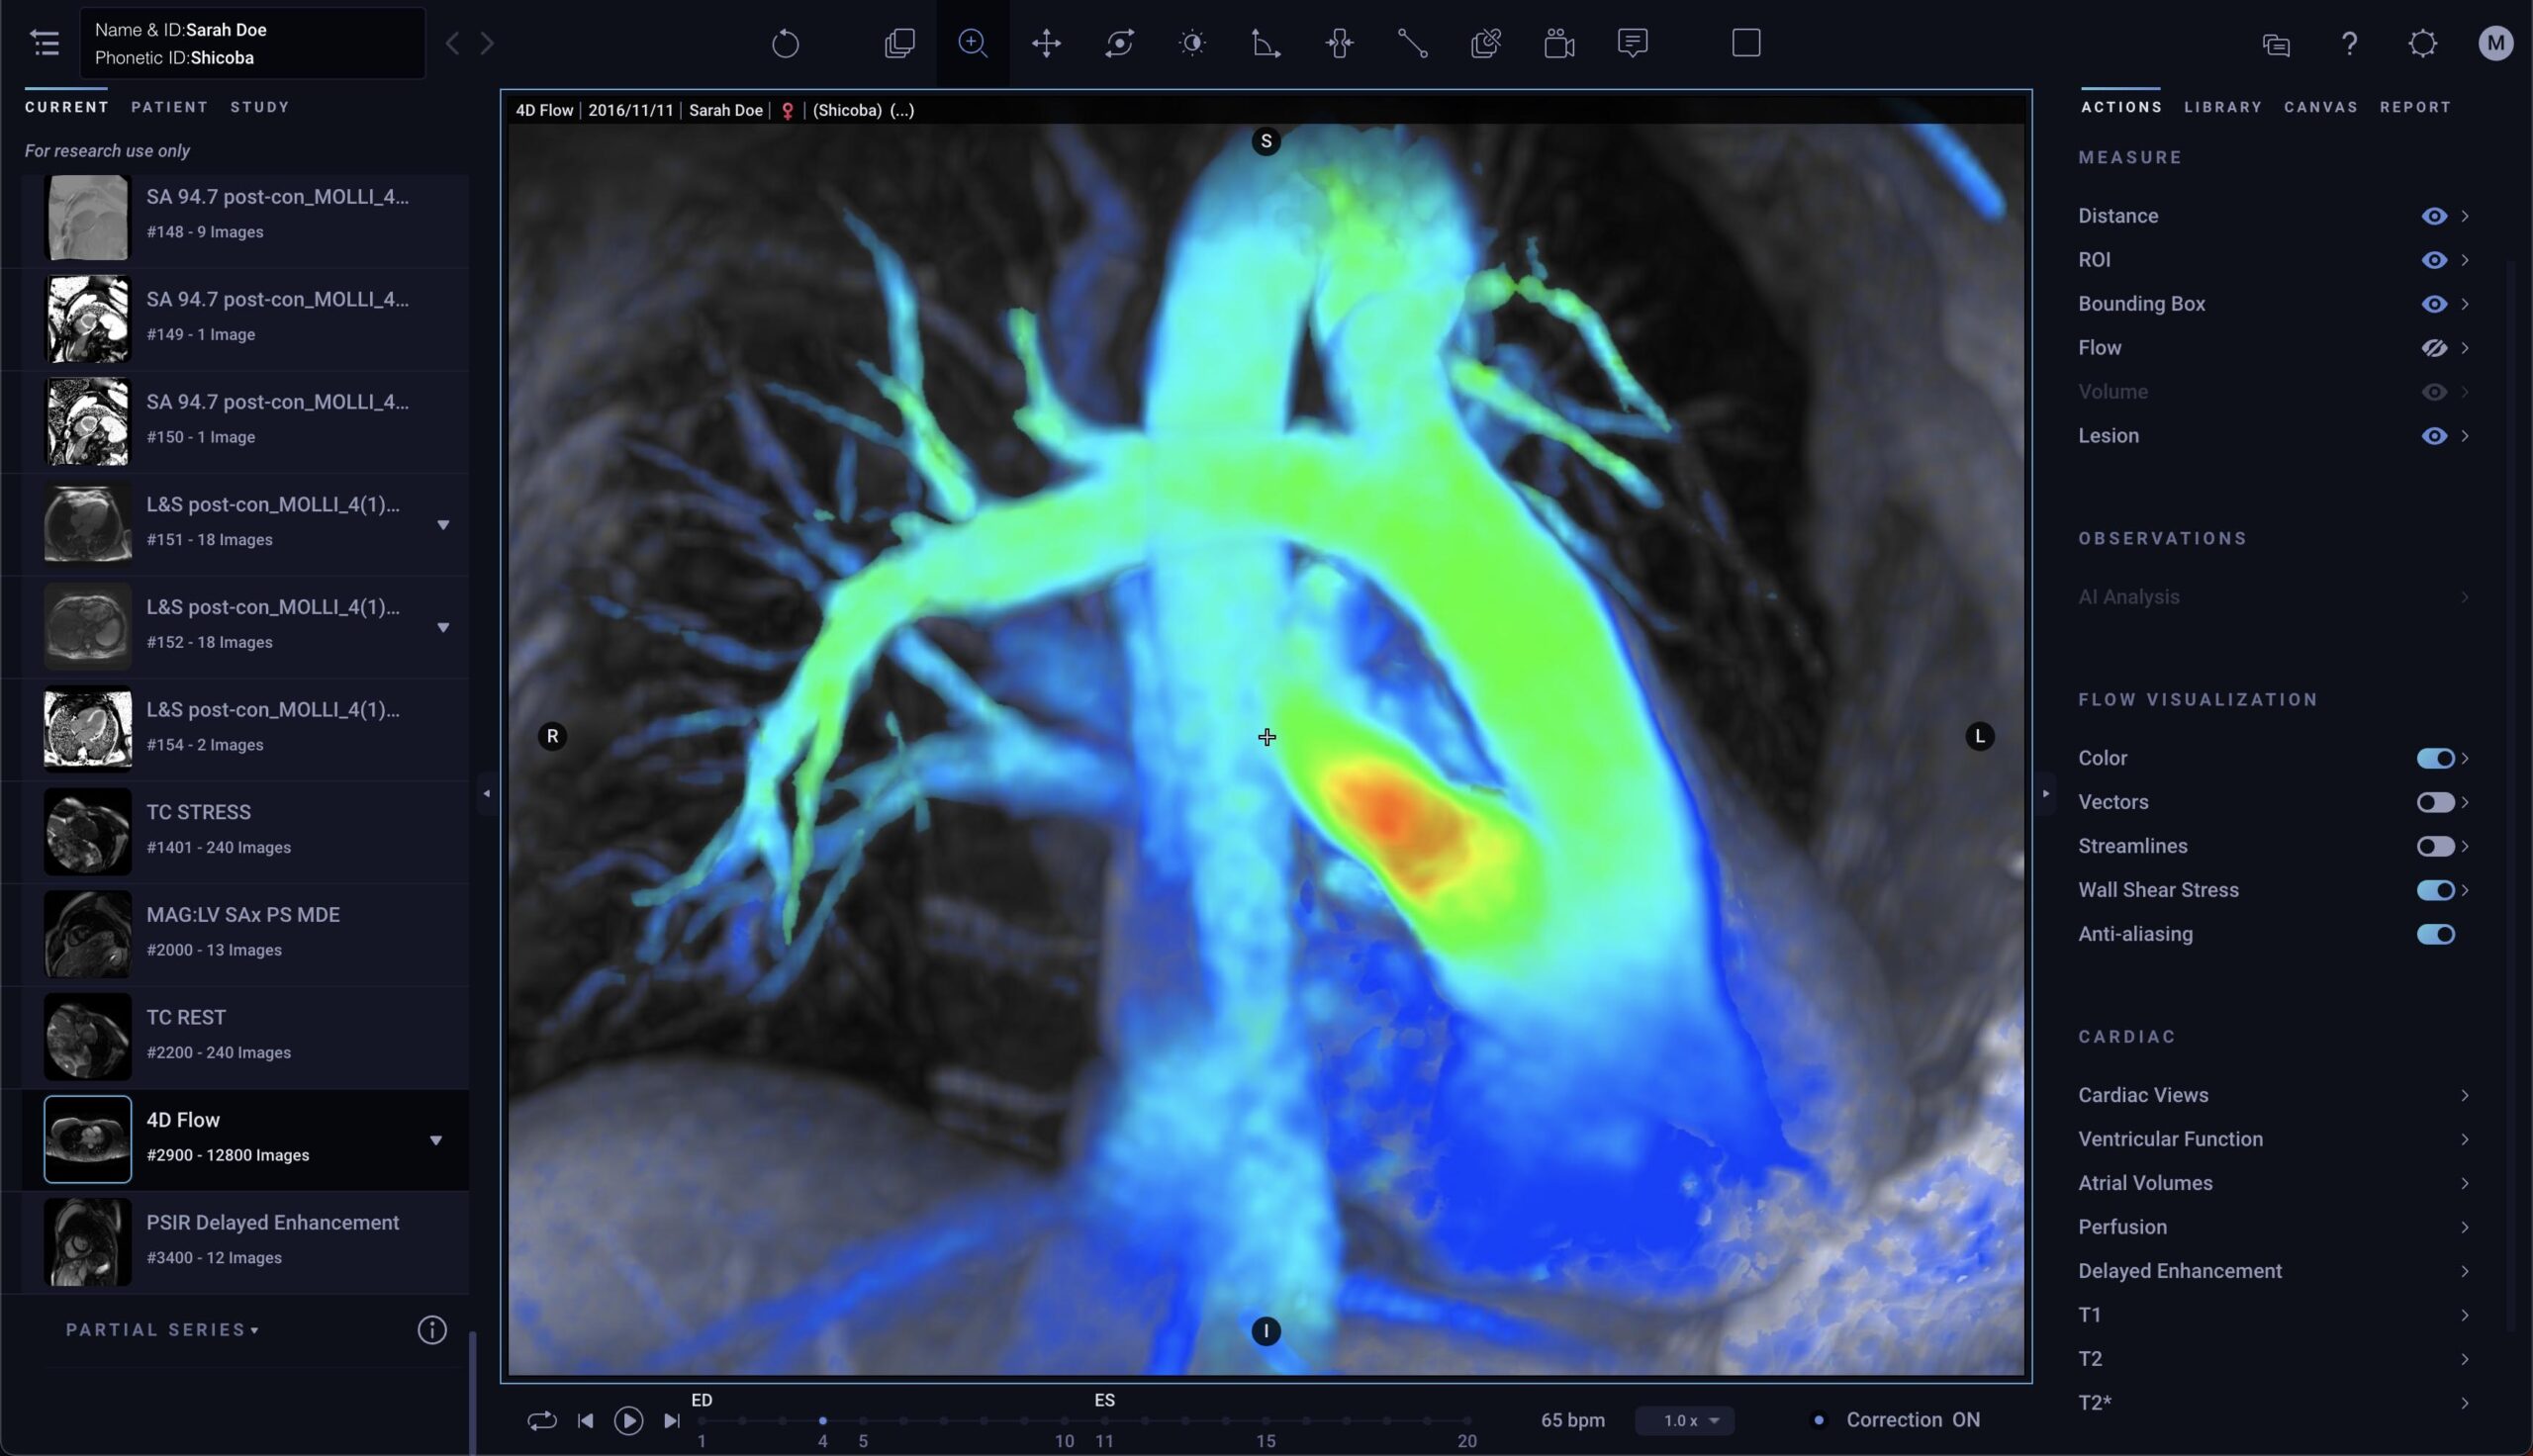 Name & ID:Sarah Doe
Phonetic ID:Shicoba
M
CURRENT PATIENT STUDY
For research use only
SA 94.7 post-con_MOLLI_4...
#148 - 9 Images
SA 94.7 post-con_MOLLI_4...
#149 - 1 Image
SA 94.7 post-con_MOLLI_4...
#150 - 1 Image
L&S post-con_MOLLI_4(1)...
#151 - 18 Images
L&S post-con_MOLLI_4(1)...
#152 - 18 Images
L&S post-con_MOLLI_4(1)...
#154 - 2 Images
TC STRESS
#1401 - 240 Images
MAG:LV SAx PS MDE
#2000 - 13 Images
TC REST
#2200 - 240 Images
4D Flow
#2900 - 12800 Images
PSIR Delayed Enhancement
#3400 - 12 Images
PARTIAL SERIES
4D Flow | 2016/11/11 | Sarah Doe | ♀ | (Shicoba) (...)
S
R
L
I
ED ES
1 4 5 10 11 15 20
65 bpm
1.0 x
Correction ON
ACTIONS LIBRARY CANVAS REPORT
MEASURE
Distance
ROI
Bounding Box
Flow
Volume
Lesion
OBSERVATIONS
AI Analysis
FLOW VISUALIZATION
Color
Vectors
Streamlines
Wall Shear Stress
Anti-aliasing
CARDIAC
Cardiac Views
Ventricular Function
Atrial Volumes
Perfusion
Delayed Enhancement
T1
T2
T2*